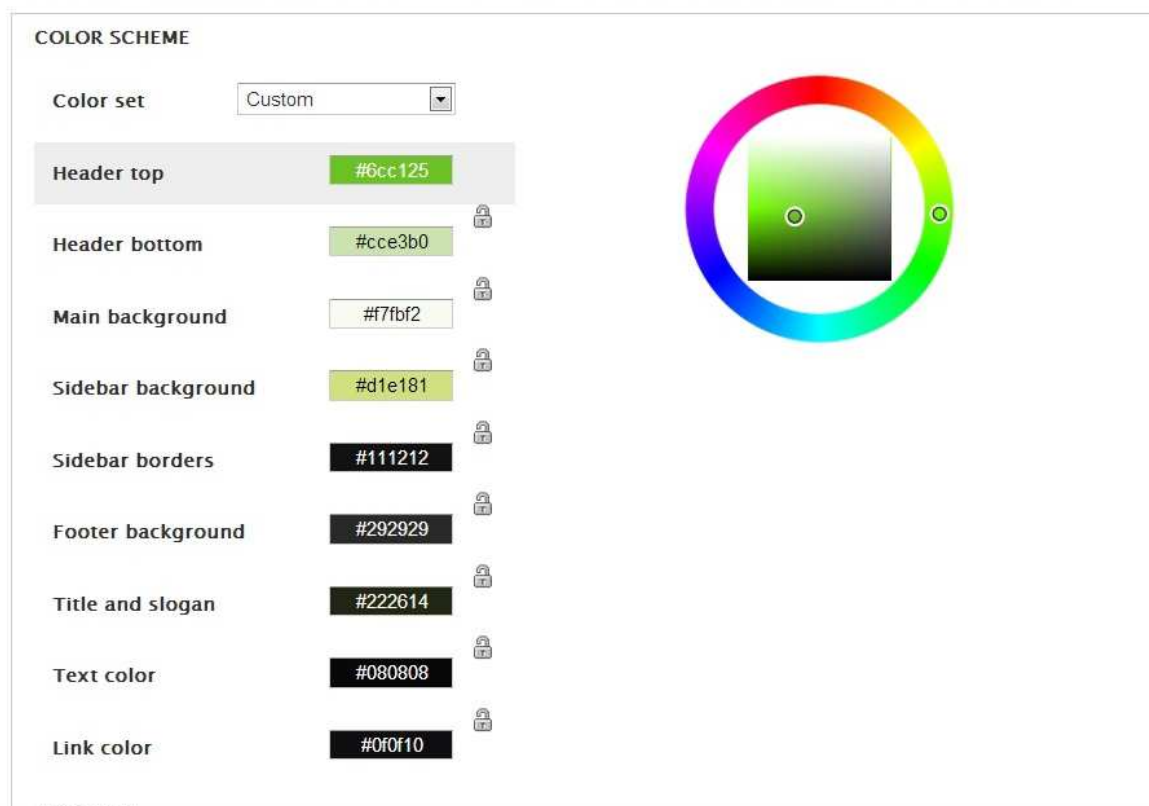 COLOR SCHEME
Color set Custom
Header top #6cc125
Header bottom #cce3b0
Main background #f7fbf2
Sidebar background #d1e181
Sidebar borders #111212
Footer background #292929
Title and slogan #222614
Text color #080808
Link color #0f0f10